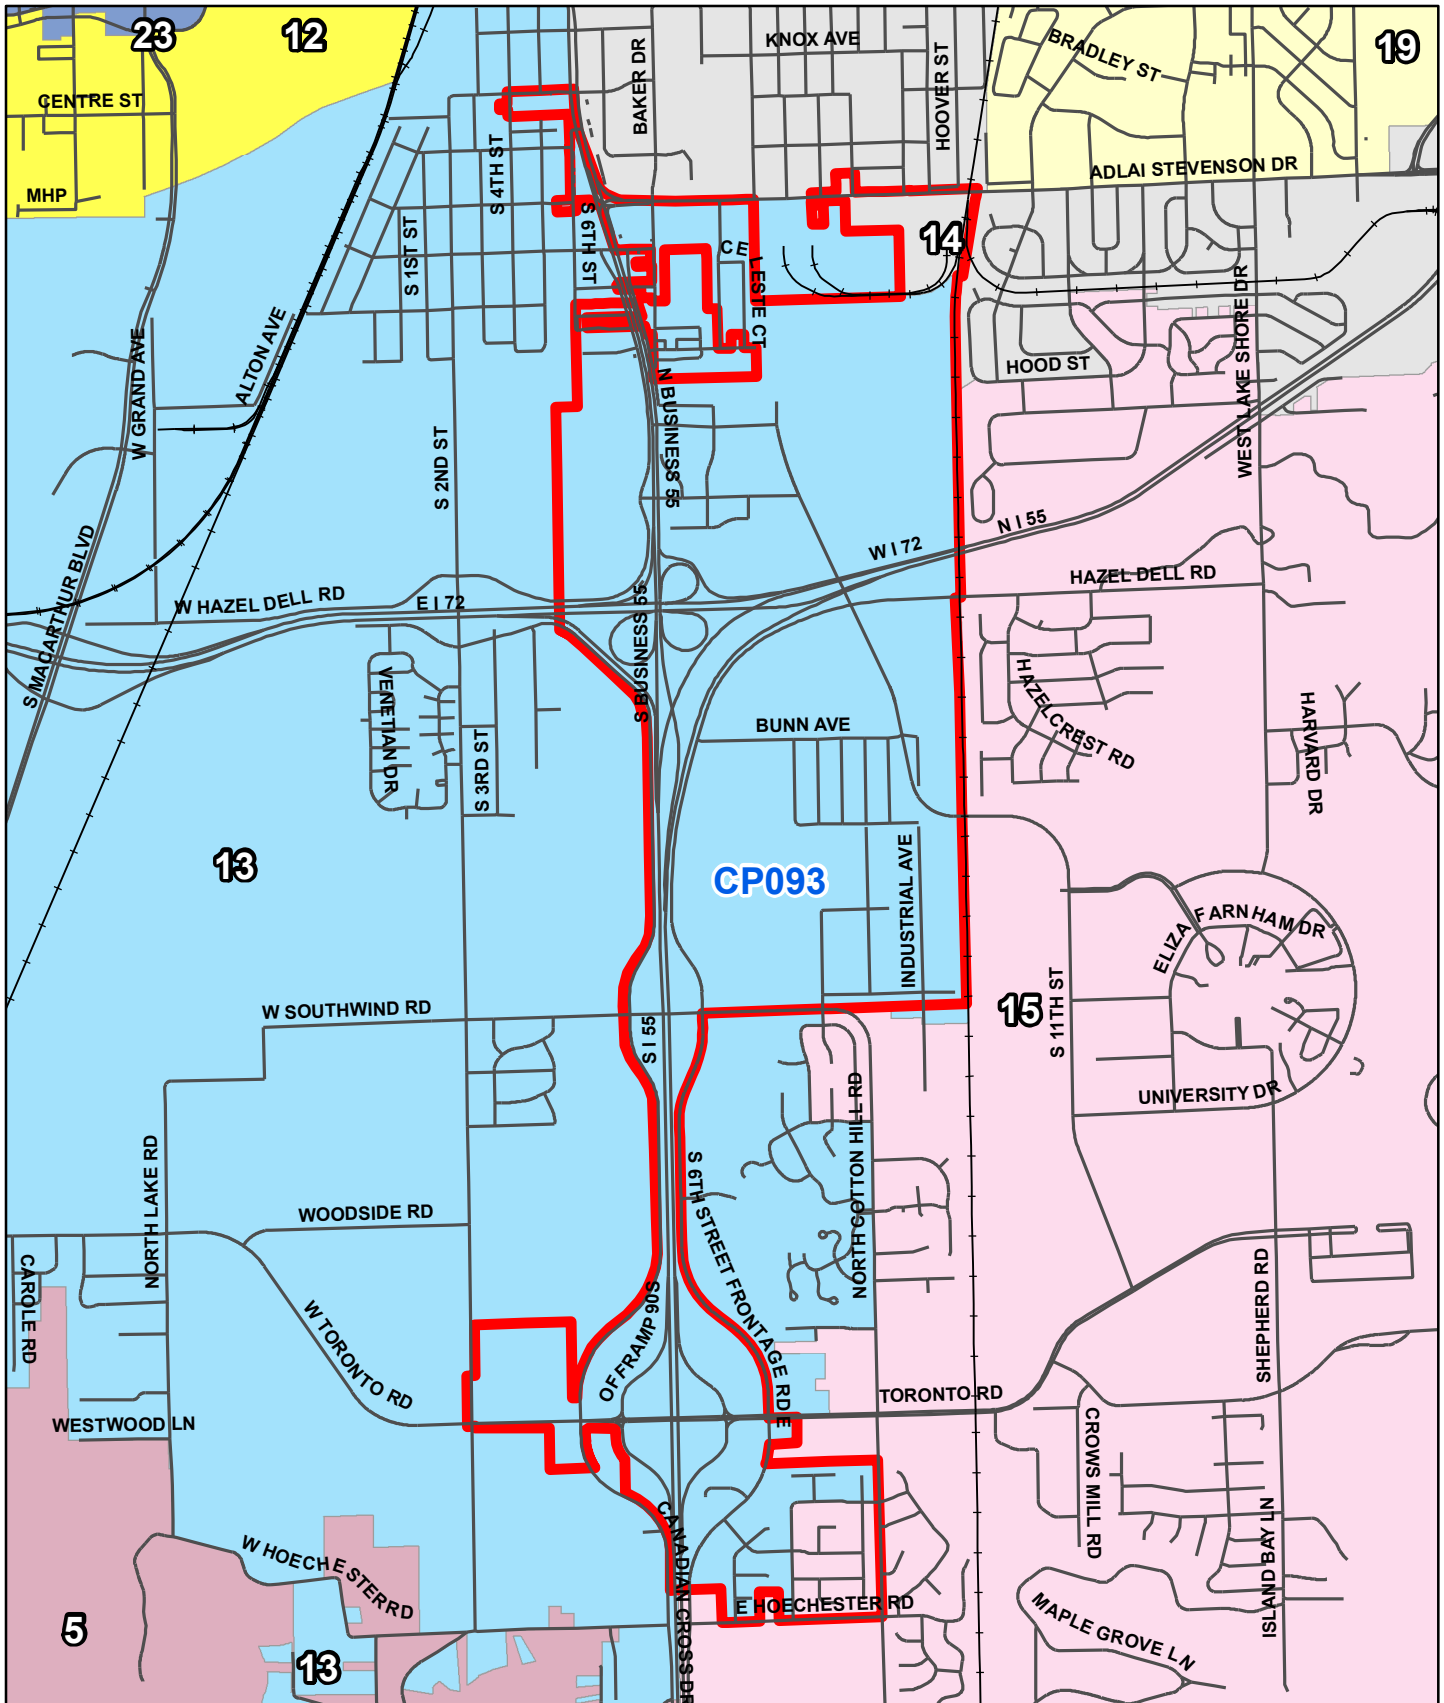 23
12
19
KNOX AVE
BRADLEY ST
BAKER DR
HOOVER ST
CENTRE ST
MHP
ADLAI STEVENSON DR
S 4TH ST
S 1ST ST
S 6TH ST
14
CE LESTE CT
WEST LAKE SHORE DR
W GRAND AVE
ALTON AVE
HOOD ST
S 2ND ST
N BUSINESS 55
N I 55
W I 72
S MACARTHUR BLVD
W HAZEL DELL RD
E I 72
HAZEL DELL RD
S BUSINESS 55
VENETIAN DR
HAZELCREST RD
HARVARD DR
BUNN AVE
S 3RD ST
13
CP093
INDUSTRIAL AVE
FARNHAM DR
ELIZA
W SOUTHWIND RD
15
S 11TH ST
S I 55
UNIVERSITY DR
NORTH COTTON HILL RD
NORTH LAKE RD
S 6TH STREET FRONTAGE RD E
WOODSIDE RD
CAROLE RD
SHEPHERD RD
W TORONTO RD
OFFRAMP 90S
TORONTO RD
WESTWOOD LN
CROWS MILL RD
CANADIAN CROSS DR
ISLAND BAY LN
W HOECHESTER RD
E HOECHESTER RD
MAPLE GROVE LN
5
13